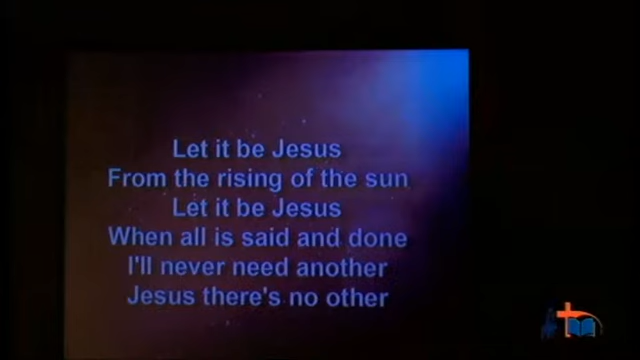 Let it be Jesus
From the rising of the sun
Let it be Jesus
When all is said and done
I'll never need another
Jesus there's no other